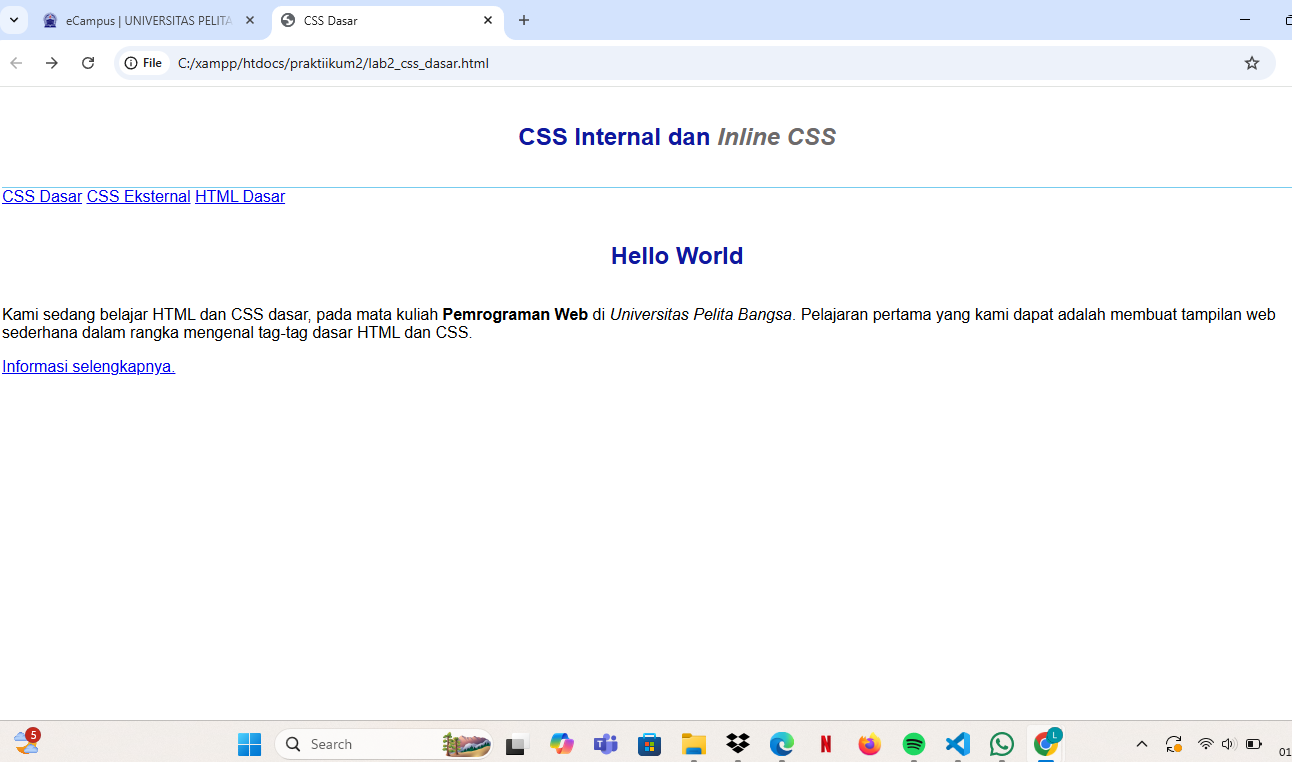 eCampus | UNIVERSITAS PELITA
CSS Dasar
File
C:/xampp/htdocs/praktiikum2/lab2_css_dasar.html
CSS Internal dan Inline CSS
CSS Dasar CSS Eksternal HTML Dasar
Hello World
Kami sedang belajar HTML dan CSS dasar, pada mata kuliah Pemrograman Web di Universitas Pelita Bangsa. Pelajaran pertama yang kami dapat adalah membuat tampilan web
sederhana dalam rangka mengenal tag-tag dasar HTML dan CSS.
Informasi selengkapnya.
5
Search
N
L
01